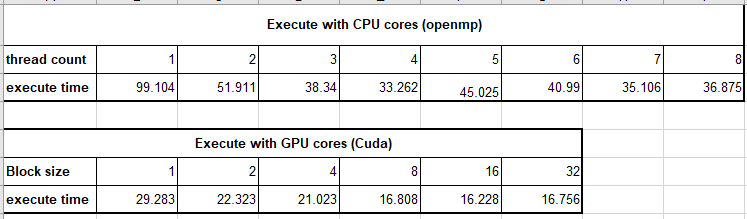 Execute with CPU cores (openmp)
thread count 1 2 3 4 5 6 7 8
execute time 99.104 51.911 38.34 33.262 45.025 40.99 35.106 36.875
Execute with GPU cores (Cuda)
Block size 1 2 4 8 16 32
execute time 29.283 22.323 21.023 16.808 16.228 16.756